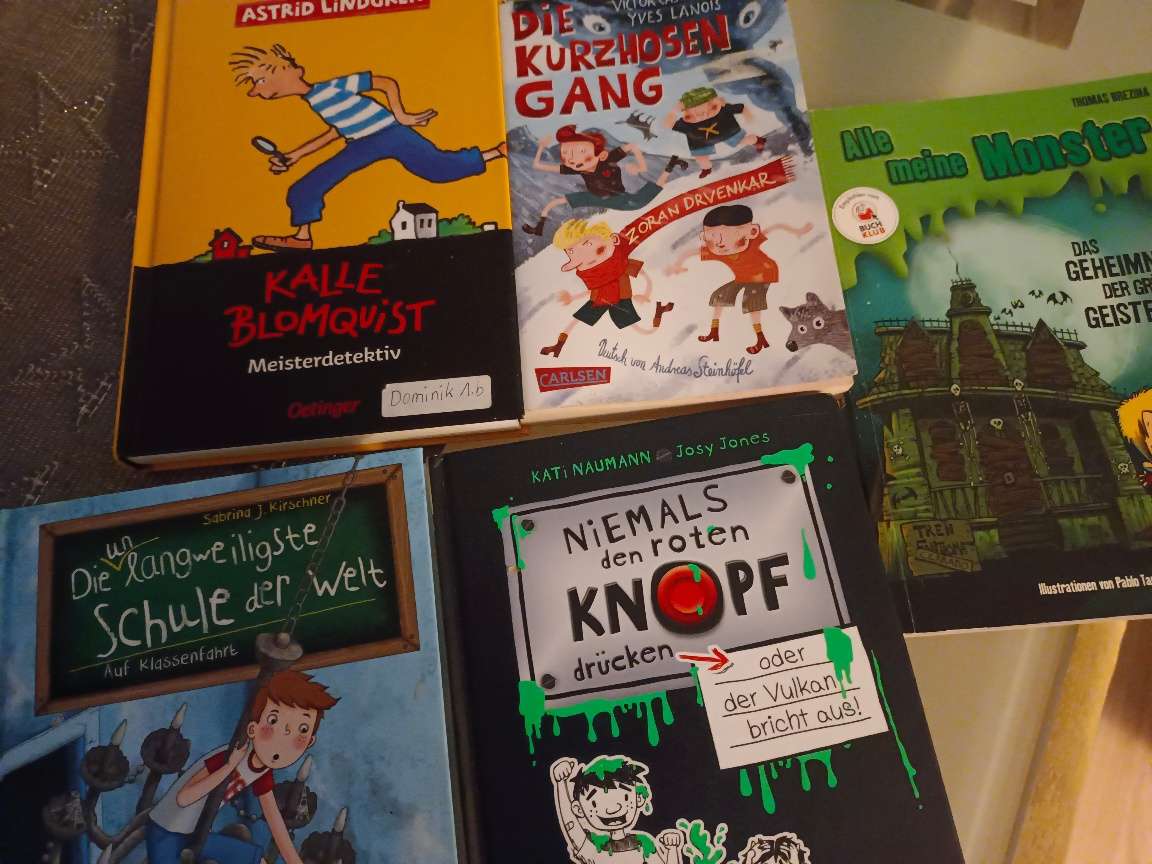 ASTRID LINDGREN
KALLE
BLOMQUIST
Meisterdetektiv
Oetinger
Dominik 1.b
YVES LANOIS
DIE
KURZHOSEN
GANG
ZORAN DRVENKAR
Deutsch von Andreas Steinhöfel
CARLSEN
THOMAS BREZINA
Alle
meine Monster
BUCH
KLUB
DAS
GEHEIMN
DER GR
GEISTE
Illustrationen von Pablo Ta
Sabrina J. Kirschner
un
Die langweiligste
Schule der Welt
Auf Klassenfahrt
KATI NAUMANN Josy Jones
NIEMALS
den roten
KNOPF
drücken
oder
der Vulkan
bricht aus!